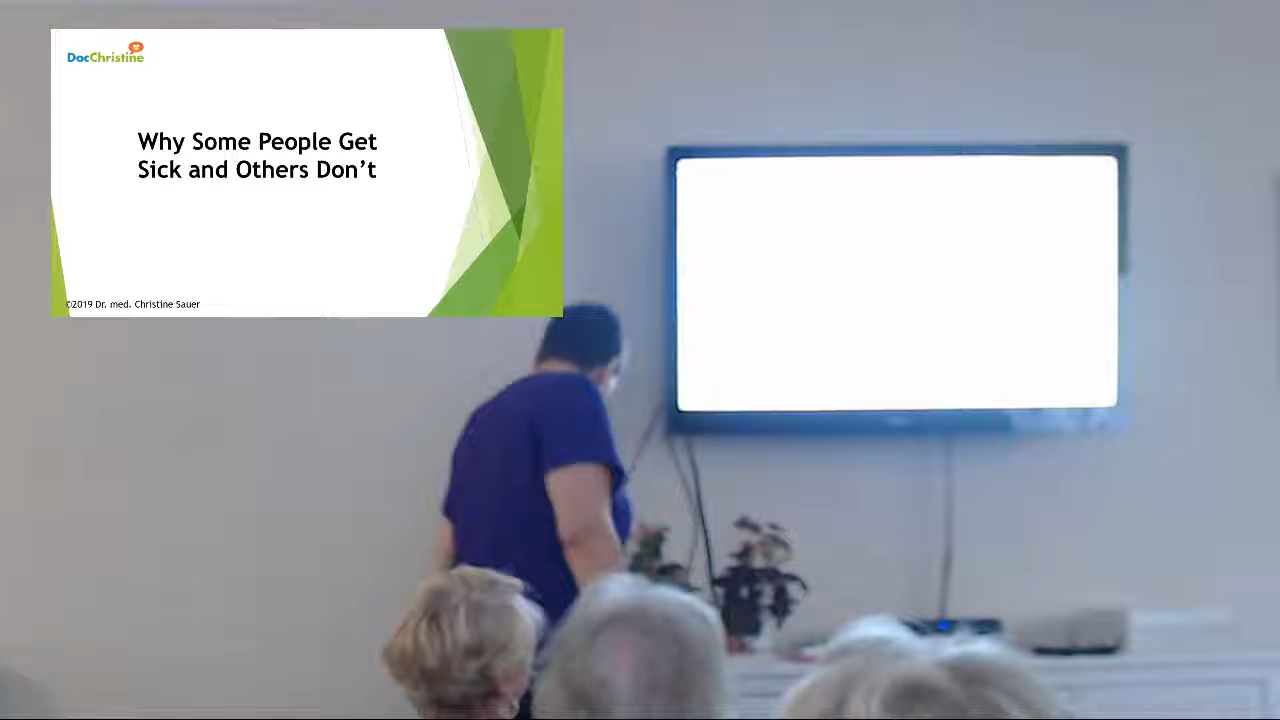 DocChristine
Why Some People Get
Sick and Others Don't
©2019 Dr. med. Christine Sauer